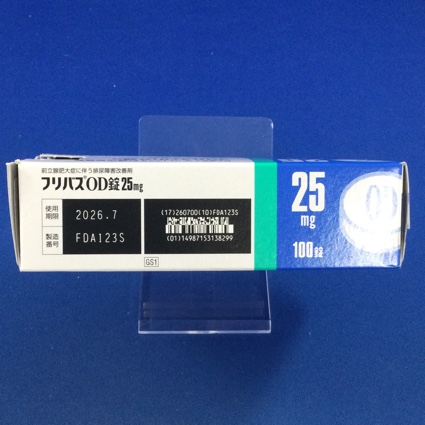 前立腺肥大症に伴う排尿障害改善剤
フリバスOD錠25mg
使用期限 2026.7
製造番号 FDA123S
(17)260700(10)FDA123S
(01)14987153138299
GS1
25
mg
100錠